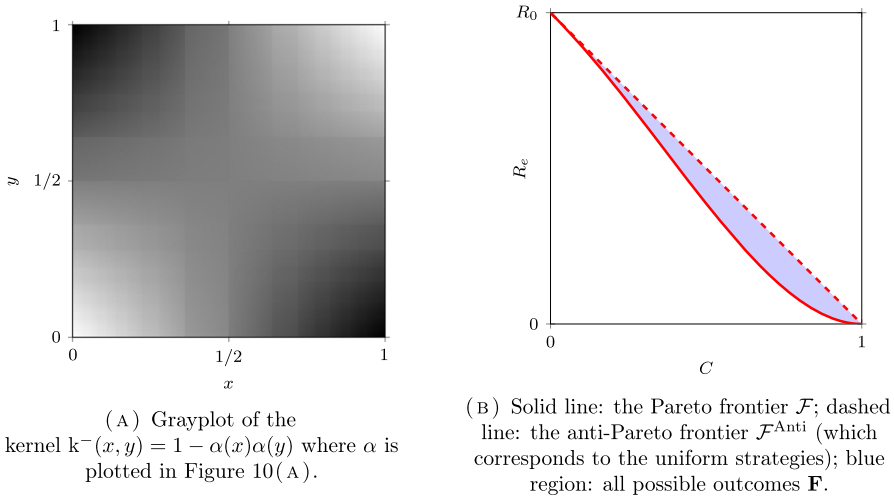 1
y
1/2
0
0
1/2
1
x
(A) Grayplot of the
kernel k⁻(x, y) = 1 − α(x)α(y) where α is
plotted in Figure 10(A).
R₀
Rₑ
0
0
1
C
(B) Solid line: the Pareto frontier ℱ; dashed
line: the anti-Pareto frontier ℱ^Anti (which
corresponds to the uniform strategies); blue
region: all possible outcomes F.